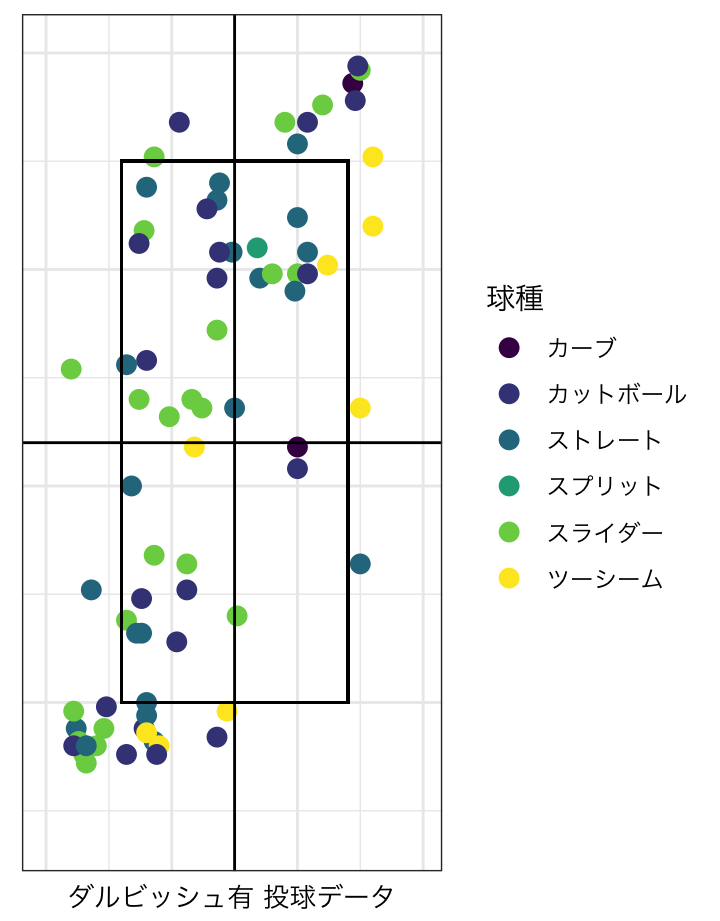 球種
カーブ
カットボール
ストレート
スプリット
スライダー
ツーシーム
ダルビッシュ有 投球データ